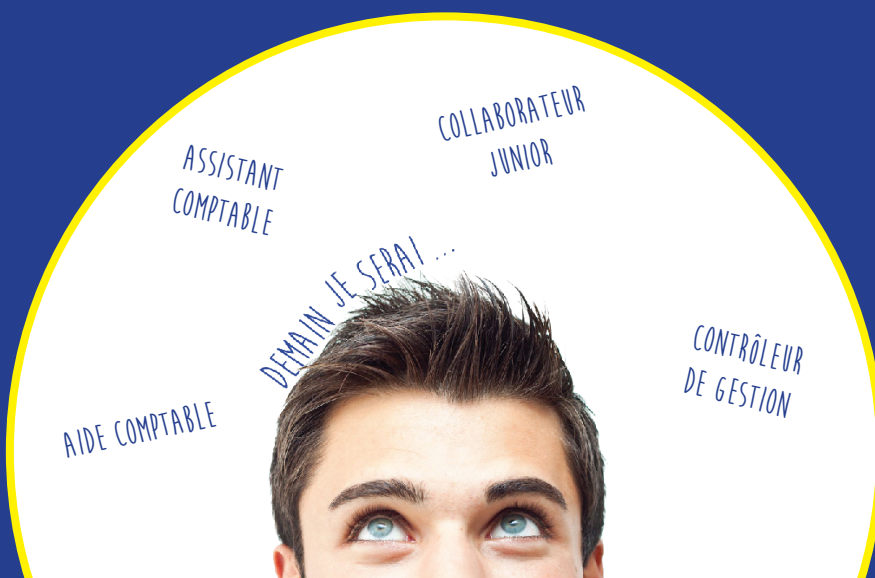 COLLABORATEUR
JUNIOR
ASSISTANT
COMPTABLE
DEMAIN JE SERAI ...
CONTRÔLEUR
DE GESTION
AIDE COMPTABLE